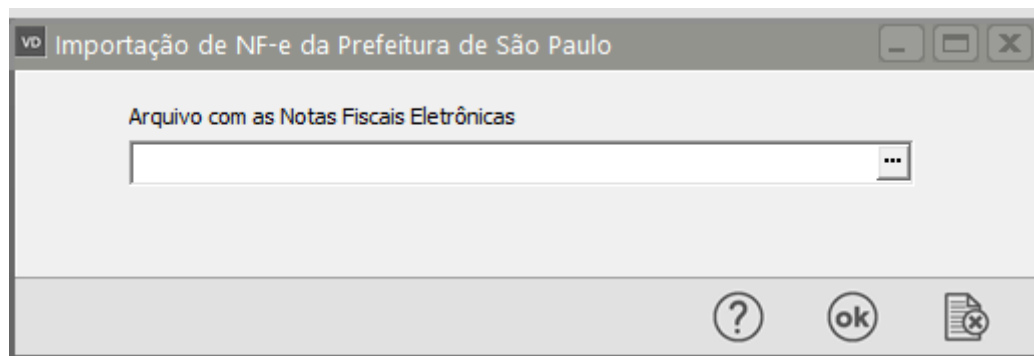 VD Importação de NF-e da Prefeitura de São Paulo
Arquivo com as Notas Fiscais Eletrônicas
...
? ok